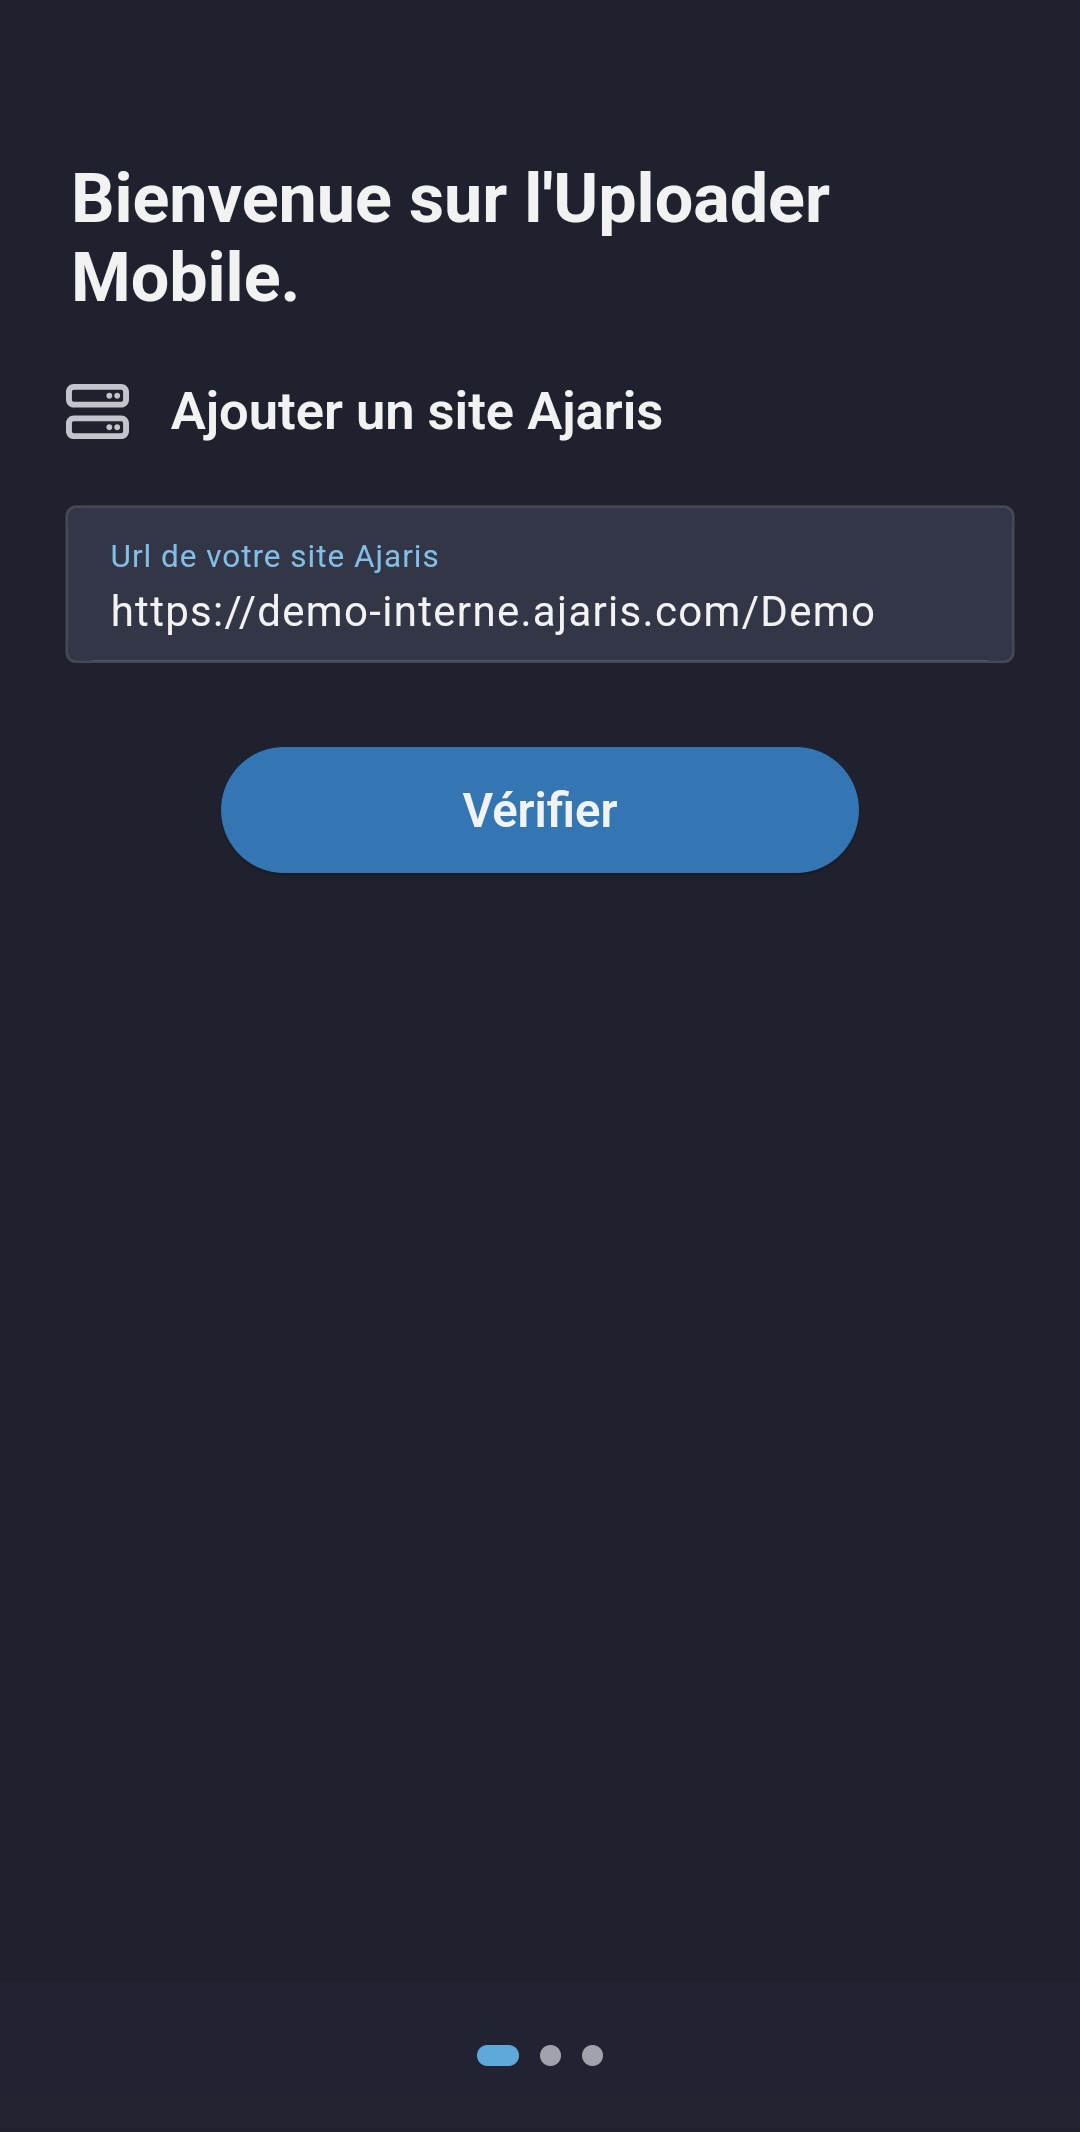 Bienvenue sur l'Uploader
Mobile.
Ajouter un site Ajaris
Url de votre site Ajaris
https://demo-interne.ajaris.com/Demo
Vérifier